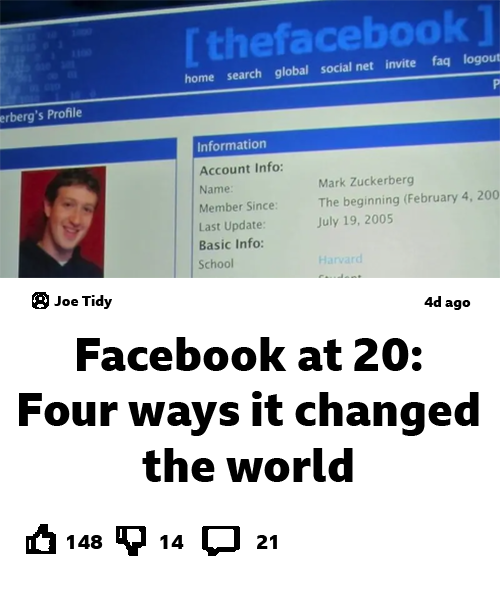 [ thefacebook ]
home search global social net invite faq logout
erberg's Profile
P
Information
Account Info:
Name: Mark Zuckerberg
Member Since: The beginning (February 4, 200
Last Update: July 19, 2005
Basic Info:
School Harvard
Joe Tidy 4d ago
Facebook at 20:
Four ways it changed
the world
148 14 21